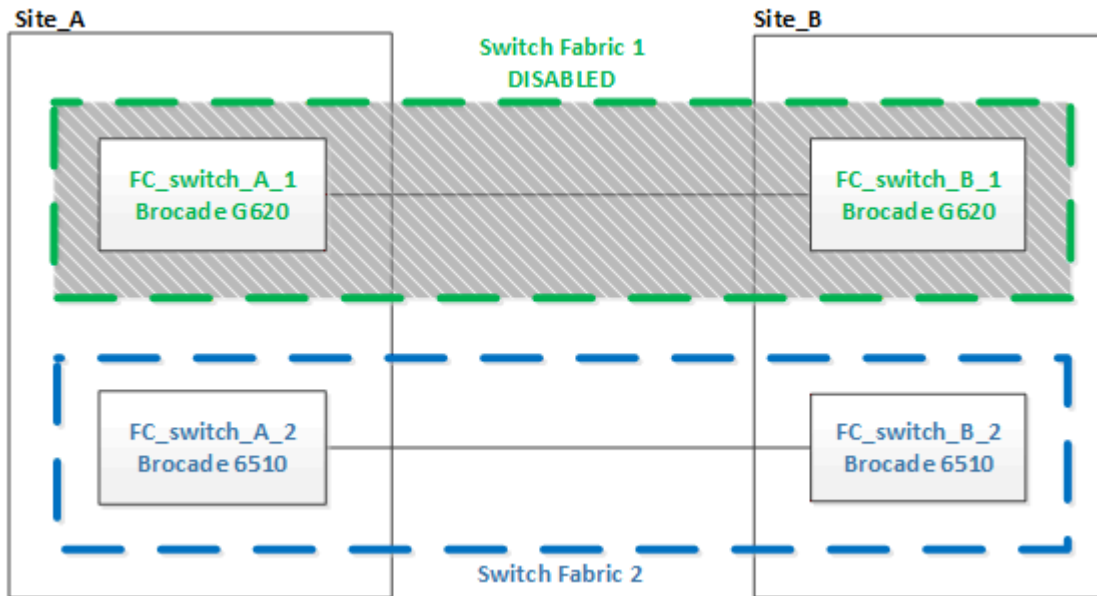 Site_A
Site_B
Switch Fabric 1
DISABLED
FC_switch_A_1
Brocade G620
FC_switch_B_1
Brocade G620
FC_switch_A_2
Brocade 6510
FC_switch_B_2
Brocade 6510
Switch Fabric 2